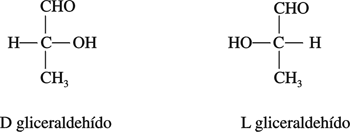 CHO CHO
H—C—OH HO—C—H
CH₃ CH₃
D gliceraldehído L gliceraldehído